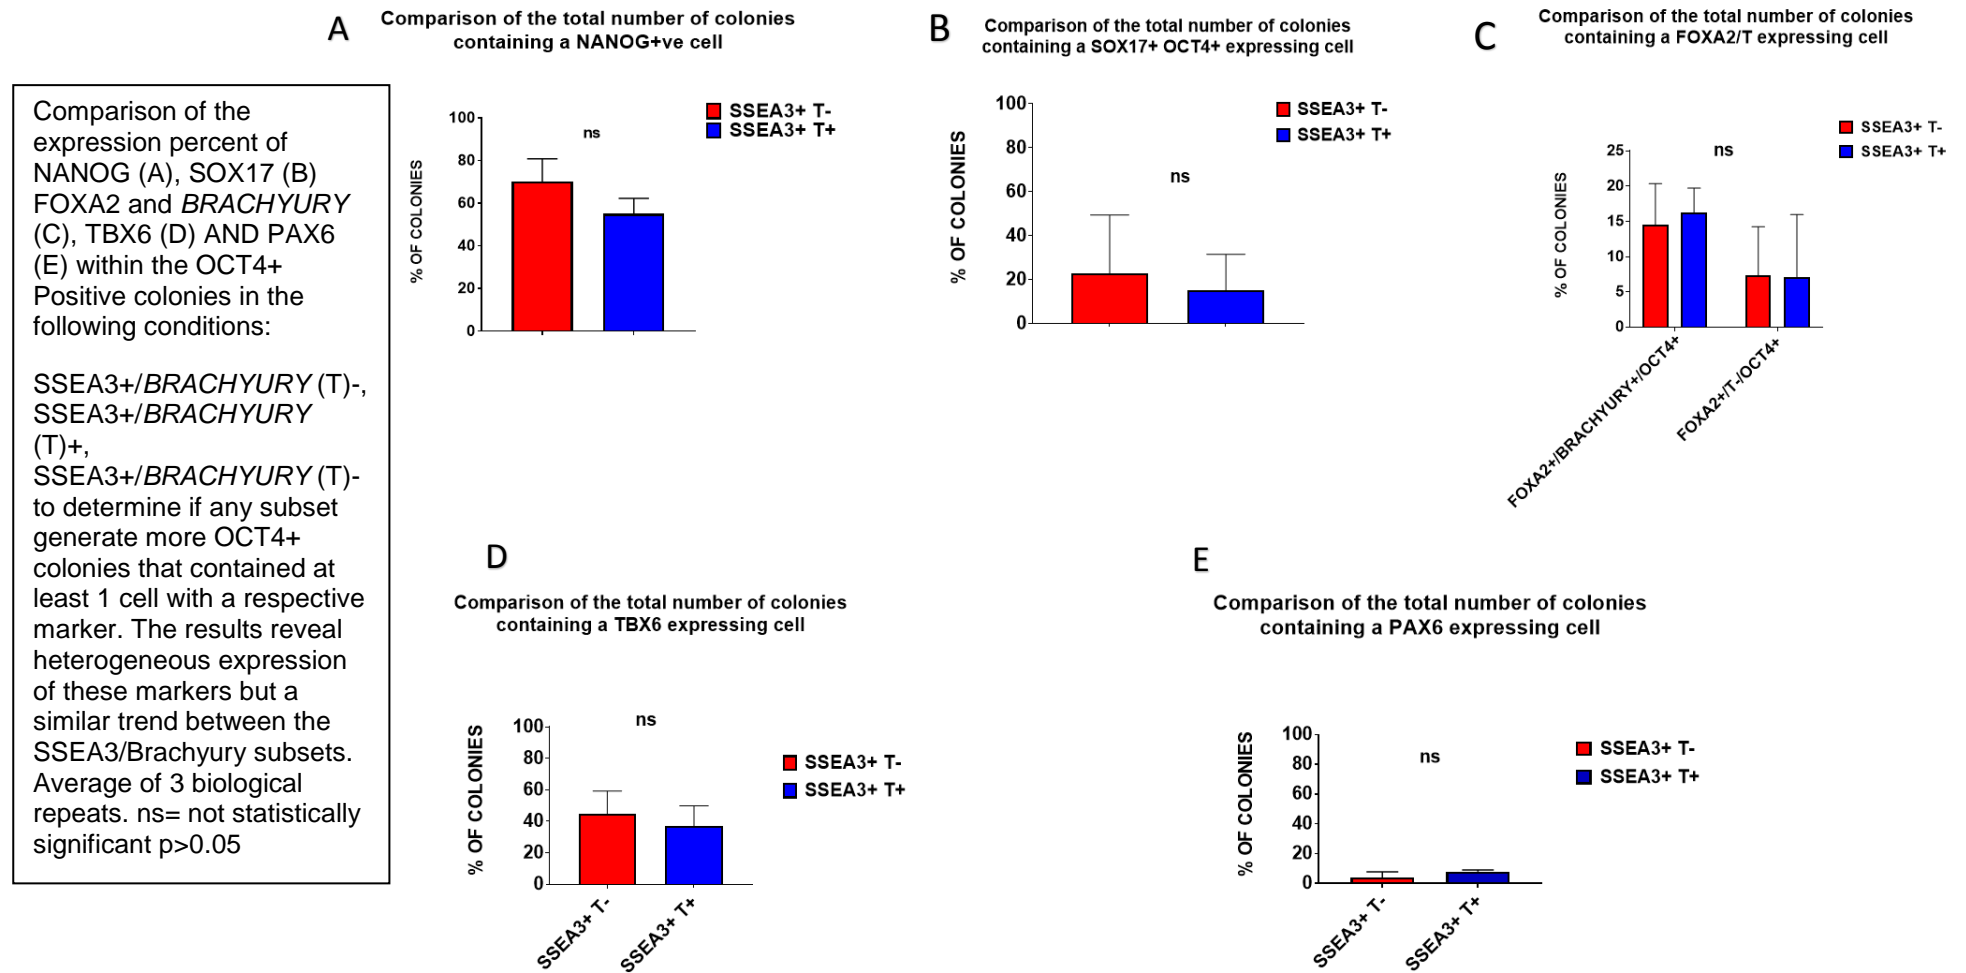 A
Comparison of the total number of colonies
containing a NANOG+ve cell
B
Comparison of the total number of colonies
containing a SOX17+ OCT4+ expressing cell
C
Comparison of the total number of colonies
containing a FOXA2/T expressing cell
Comparison of the
expression percent of
NANOG (A), SOX17 (B)
FOXA2 and BRACHYURY
(C), TBX6 (D) AND PAX6
(E) within the OCT4+
Positive colonies in the
following conditions:
SSEA3+/BRACHYURY (T)-,
SSEA3+/BRACHYURY
(T)+,
SSEA3+/BRACHYURY (T)-
to determine if any subset
generate more OCT4+
colonies that contained at
least 1 cell with a respective
marker. The results reveal
heterogeneous expression
of these markers but a
similar trend between the
SSEA3/Brachyury subsets.
Average of 3 biological
repeats. ns= not statistically
significant p>0.05
% OF COLONIES
100
80
60
40
20
0
ns
SSEA3+ T-
SSEA3+ T+
% OF COLONIES
100
80
60
40
20
0
ns
SSEA3+ T-
SSEA3+ T+
% OF COLONIES
25
20
15
10
5
0
ns
SSEA3+ T-
SSEA3+ T+
FOXA2+/BRACHYURY+/OCT4+
FOXA2+/T-/OCT4+
D
Comparison of the total number of colonies
containing a TBX6 expressing cell
% OF COLONIES
100
80
60
40
20
0
ns
SSEA3+ T-
SSEA3+ T+
SSEA3+ T-
SSEA3+ T+
E
Comparison of the total number of colonies
containing a PAX6 expressing cell
% OF COLONIES
100
80
60
40
20
0
ns
SSEA3+ T-
SSEA3+ T+
SSEA3+ T-
SSEA3+ T+